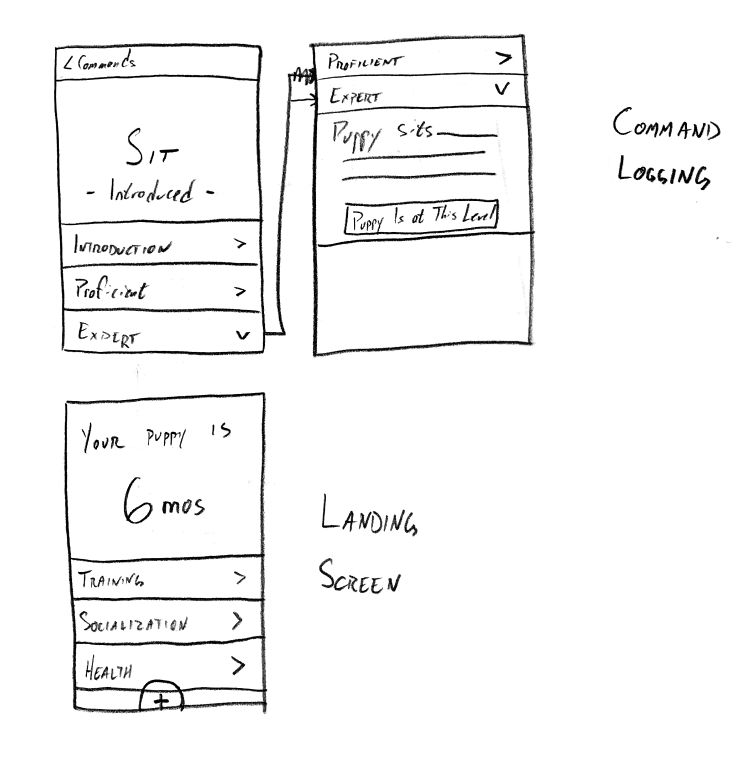 < Commands
Sit
- Introduced -
Introduction >
Proficient >
Expert
Proficient >
Expert
Puppy sits
Puppy Is at This Level
Command
Logging
Your puppy is
6 mos
Training >
Socialization >
Health >
+
Landing
Screen